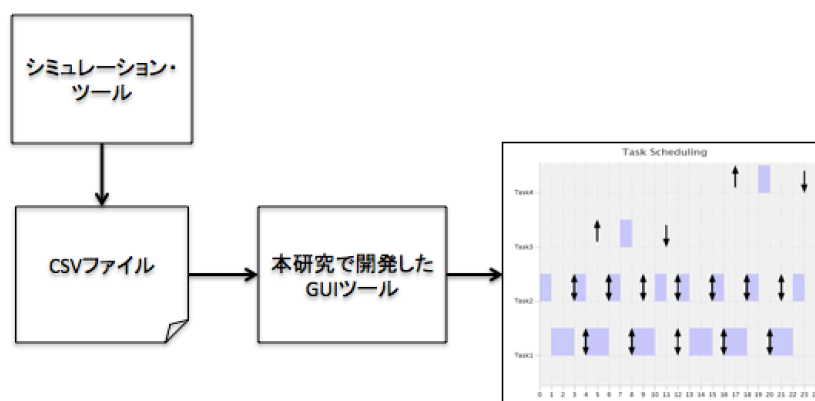 シミュレーション・
ツール
CSVファイル
本研究で開発した
GUIツール
Task Scheduling
Task4
Task3
Task2
Task1
0 1 2 3 4 5 6 7 8 9 10 11 12 13 14 15 16 17 18 19 20 21 22 23